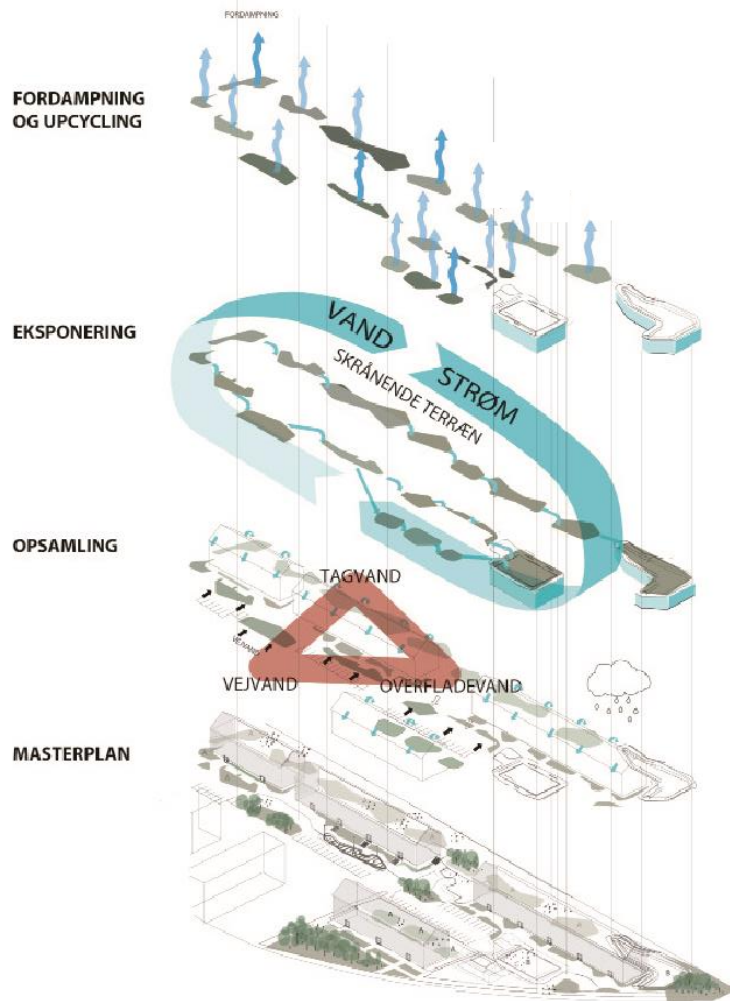 FORDAMPNING
FORDAMPNING
OG UPCYCLING
EKSPONERING
VAND
STRØM
SKRÅNENDE TERRÆN
OPSAMLING
TAGVAND
VEJVAND
VEJVAND
OVERFLADEVAND
MASTERPLAN